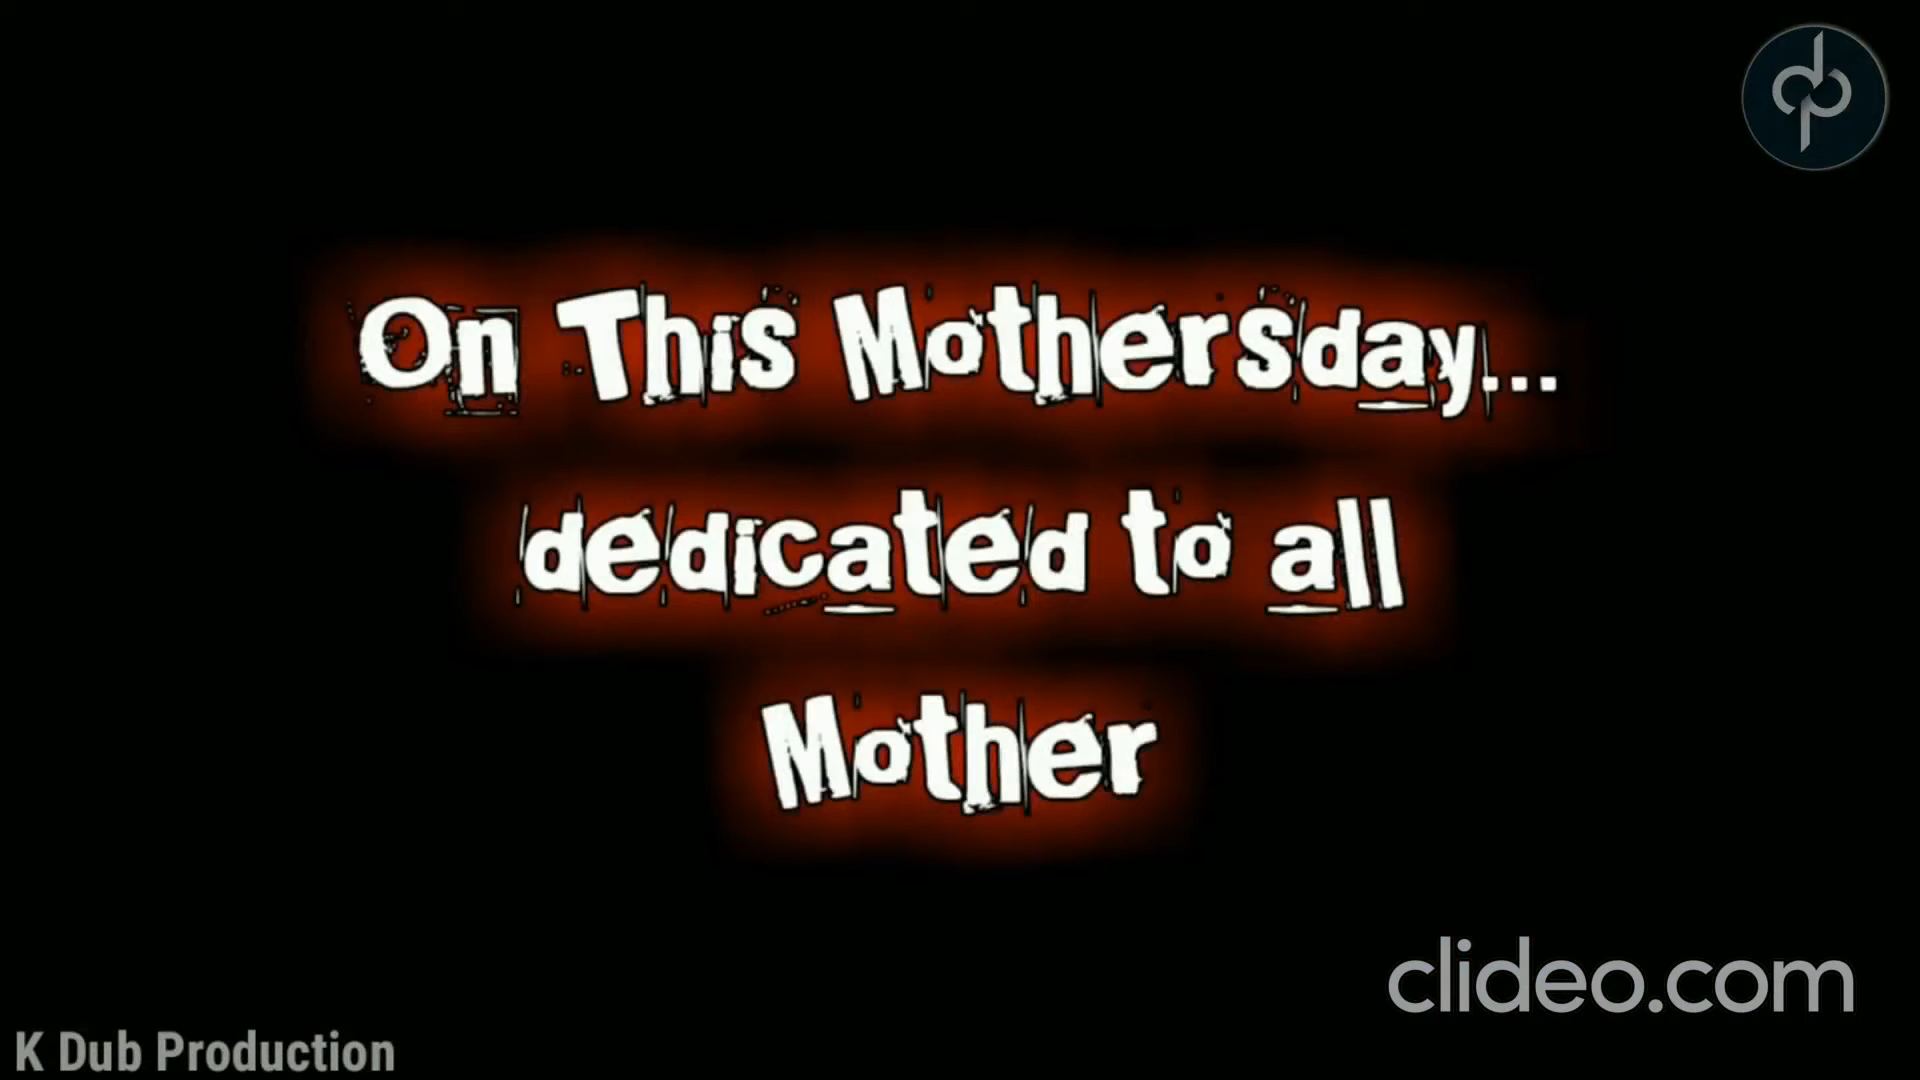 On This Mothersday...
dedicated to all
Mother
clideo.com
K Dub Production